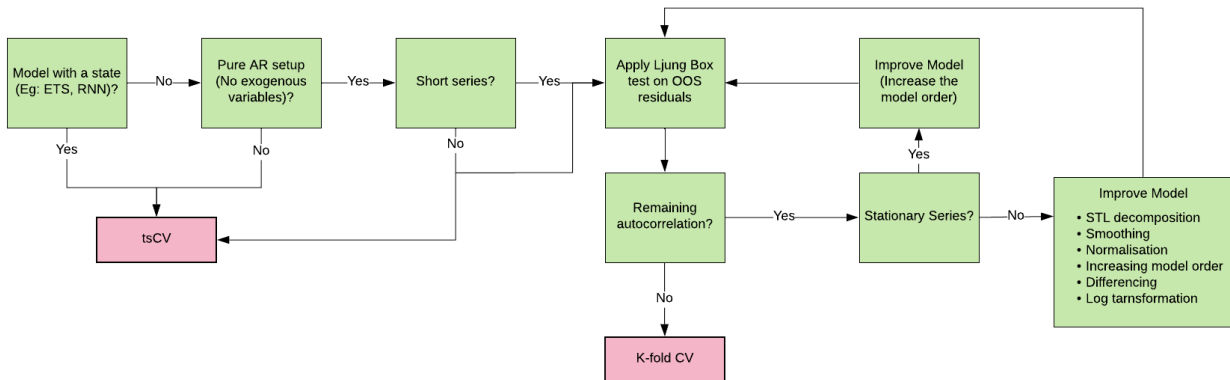 Model with a state
(Eg: ETS, RNN)?
No
Pure AR setup
(No exogenous
variables)?
Yes
Short series?
Yes
Apply Ljung Box
test on OOS
residuals
Improve Model
(Increase the
model order)
Yes
No
No
Yes
tsCV
Remaining
autocorrelation?
Yes
Stationary Series?
No
Improve Model
• STL decomposition
• Smoothing
• Normalisation
• Increasing model order
• Differencing
• Log tarnsformation
No
K-fold CV